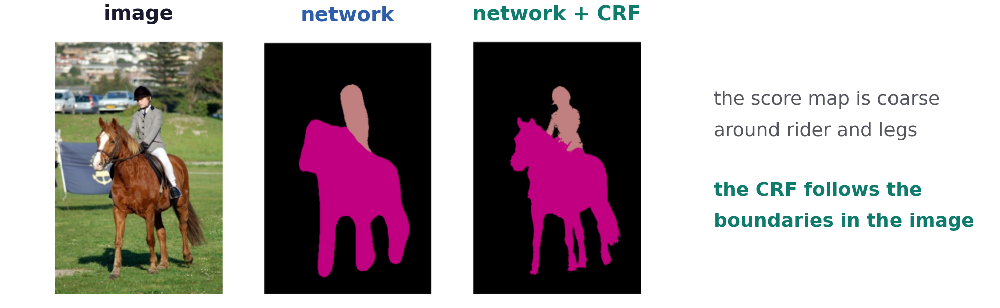 image
network
network + CRF
the score map is coarse
around rider and legs
the CRF follows the
boundaries in the image